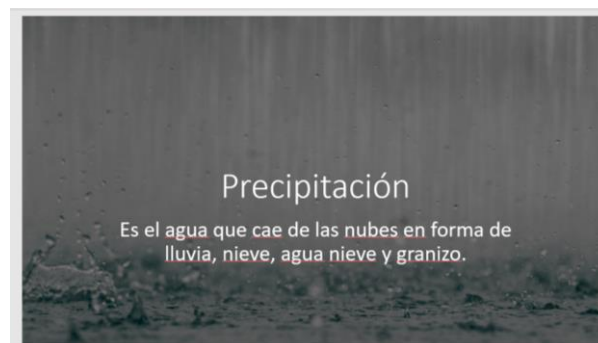 Precipitación
Es el agua que cae de las nubes en forma de
lluvia, nieve, agua nieve y granizo.